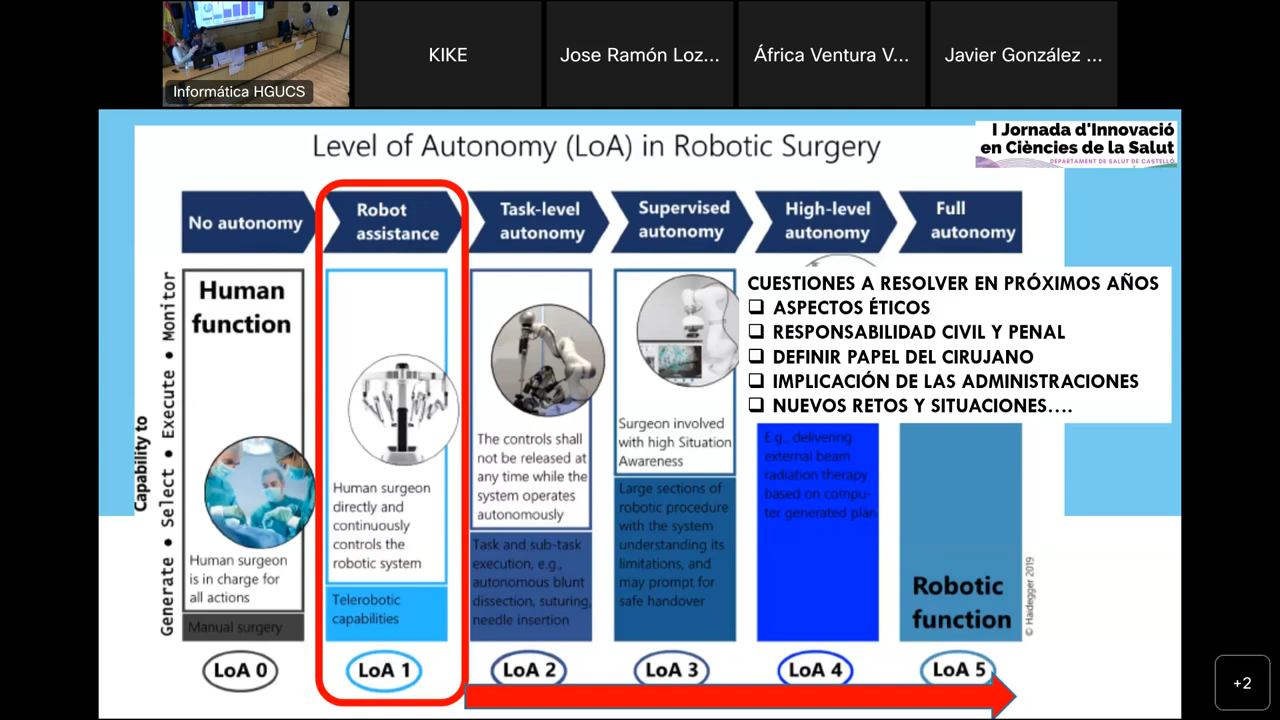 Informática HGUCS
KIKE
Jose Ramón Loz...
África Ventura V...
Javier González ...
Level of Autonomy (LoA) in Robotic Surgery
I Jornada d'Innovació
en Ciències de la Salut
DEPARTAMENT DE SALUT DE CASTELLÓ
No autonomy
Robot
assistance
Task-level
autonomy
Supervised
autonomy
High-level
autonomy
Full
autonomy
Capability to
Generate ● Select ● Execute ● Monitor
Human
function
Human surgeon
is in charge for
all actions
Manual surgery
Human surgeon
directly and
continuously
controls the
robotic system
Telerobotic
capabilities
The controls shall
not be released at
any time while the
system operates
autonomously
Task and sub-task
execution, e.g.,
autonomous blunt
dissection, suturing,
needle insertion
Surgeon involved
with high Situation
Awareness
Large sections of
robotic procedure
with the system
understanding its
limitations, and
may prompt for
safe handover
CUESTIONES A RESOLVER EN PRÓXIMOS AÑOS
❑ ASPECTOS ÉTICOS
❑ RESPONSABILIDAD CIVIL Y PENAL
❑ DEFINIR PAPEL DEL CIRUJANO
❑ IMPLICACIÓN DE LAS ADMINISTRACIONES
❑ NUEVOS RETOS Y SITUACIONES....
E.g., delivering
external beam
radiation therapy
based on compu-
ter generated plan
Robotic
function
© Haidegger 2019
LoA 0
LoA 1
LoA 2
LoA 3
LoA 4
LoA 5
+2